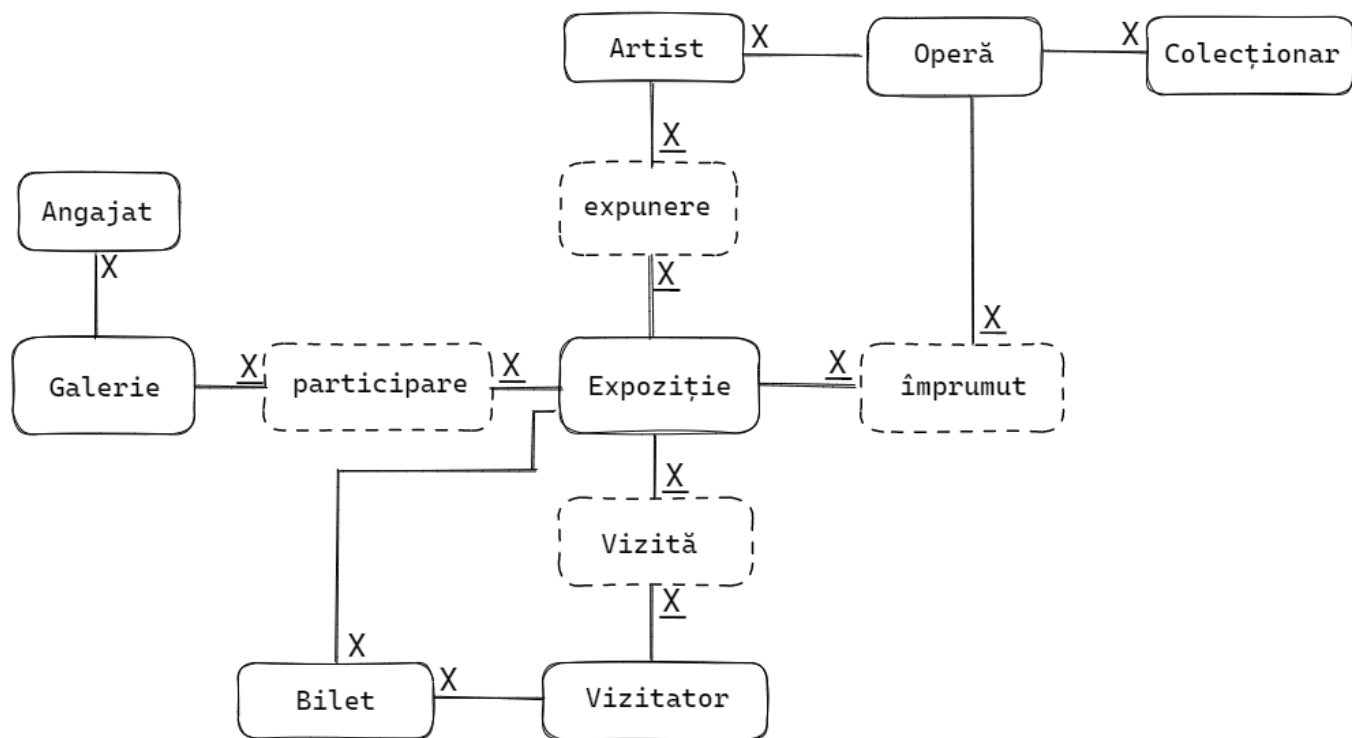 Artist
X
Operă
X
Colecționar
X
expunere
X
Angajat
X
Galerie
X
participare
X
Expoziție
X
împrumut
X
X
Vizită
X
X
Bilet
X
Vizitator